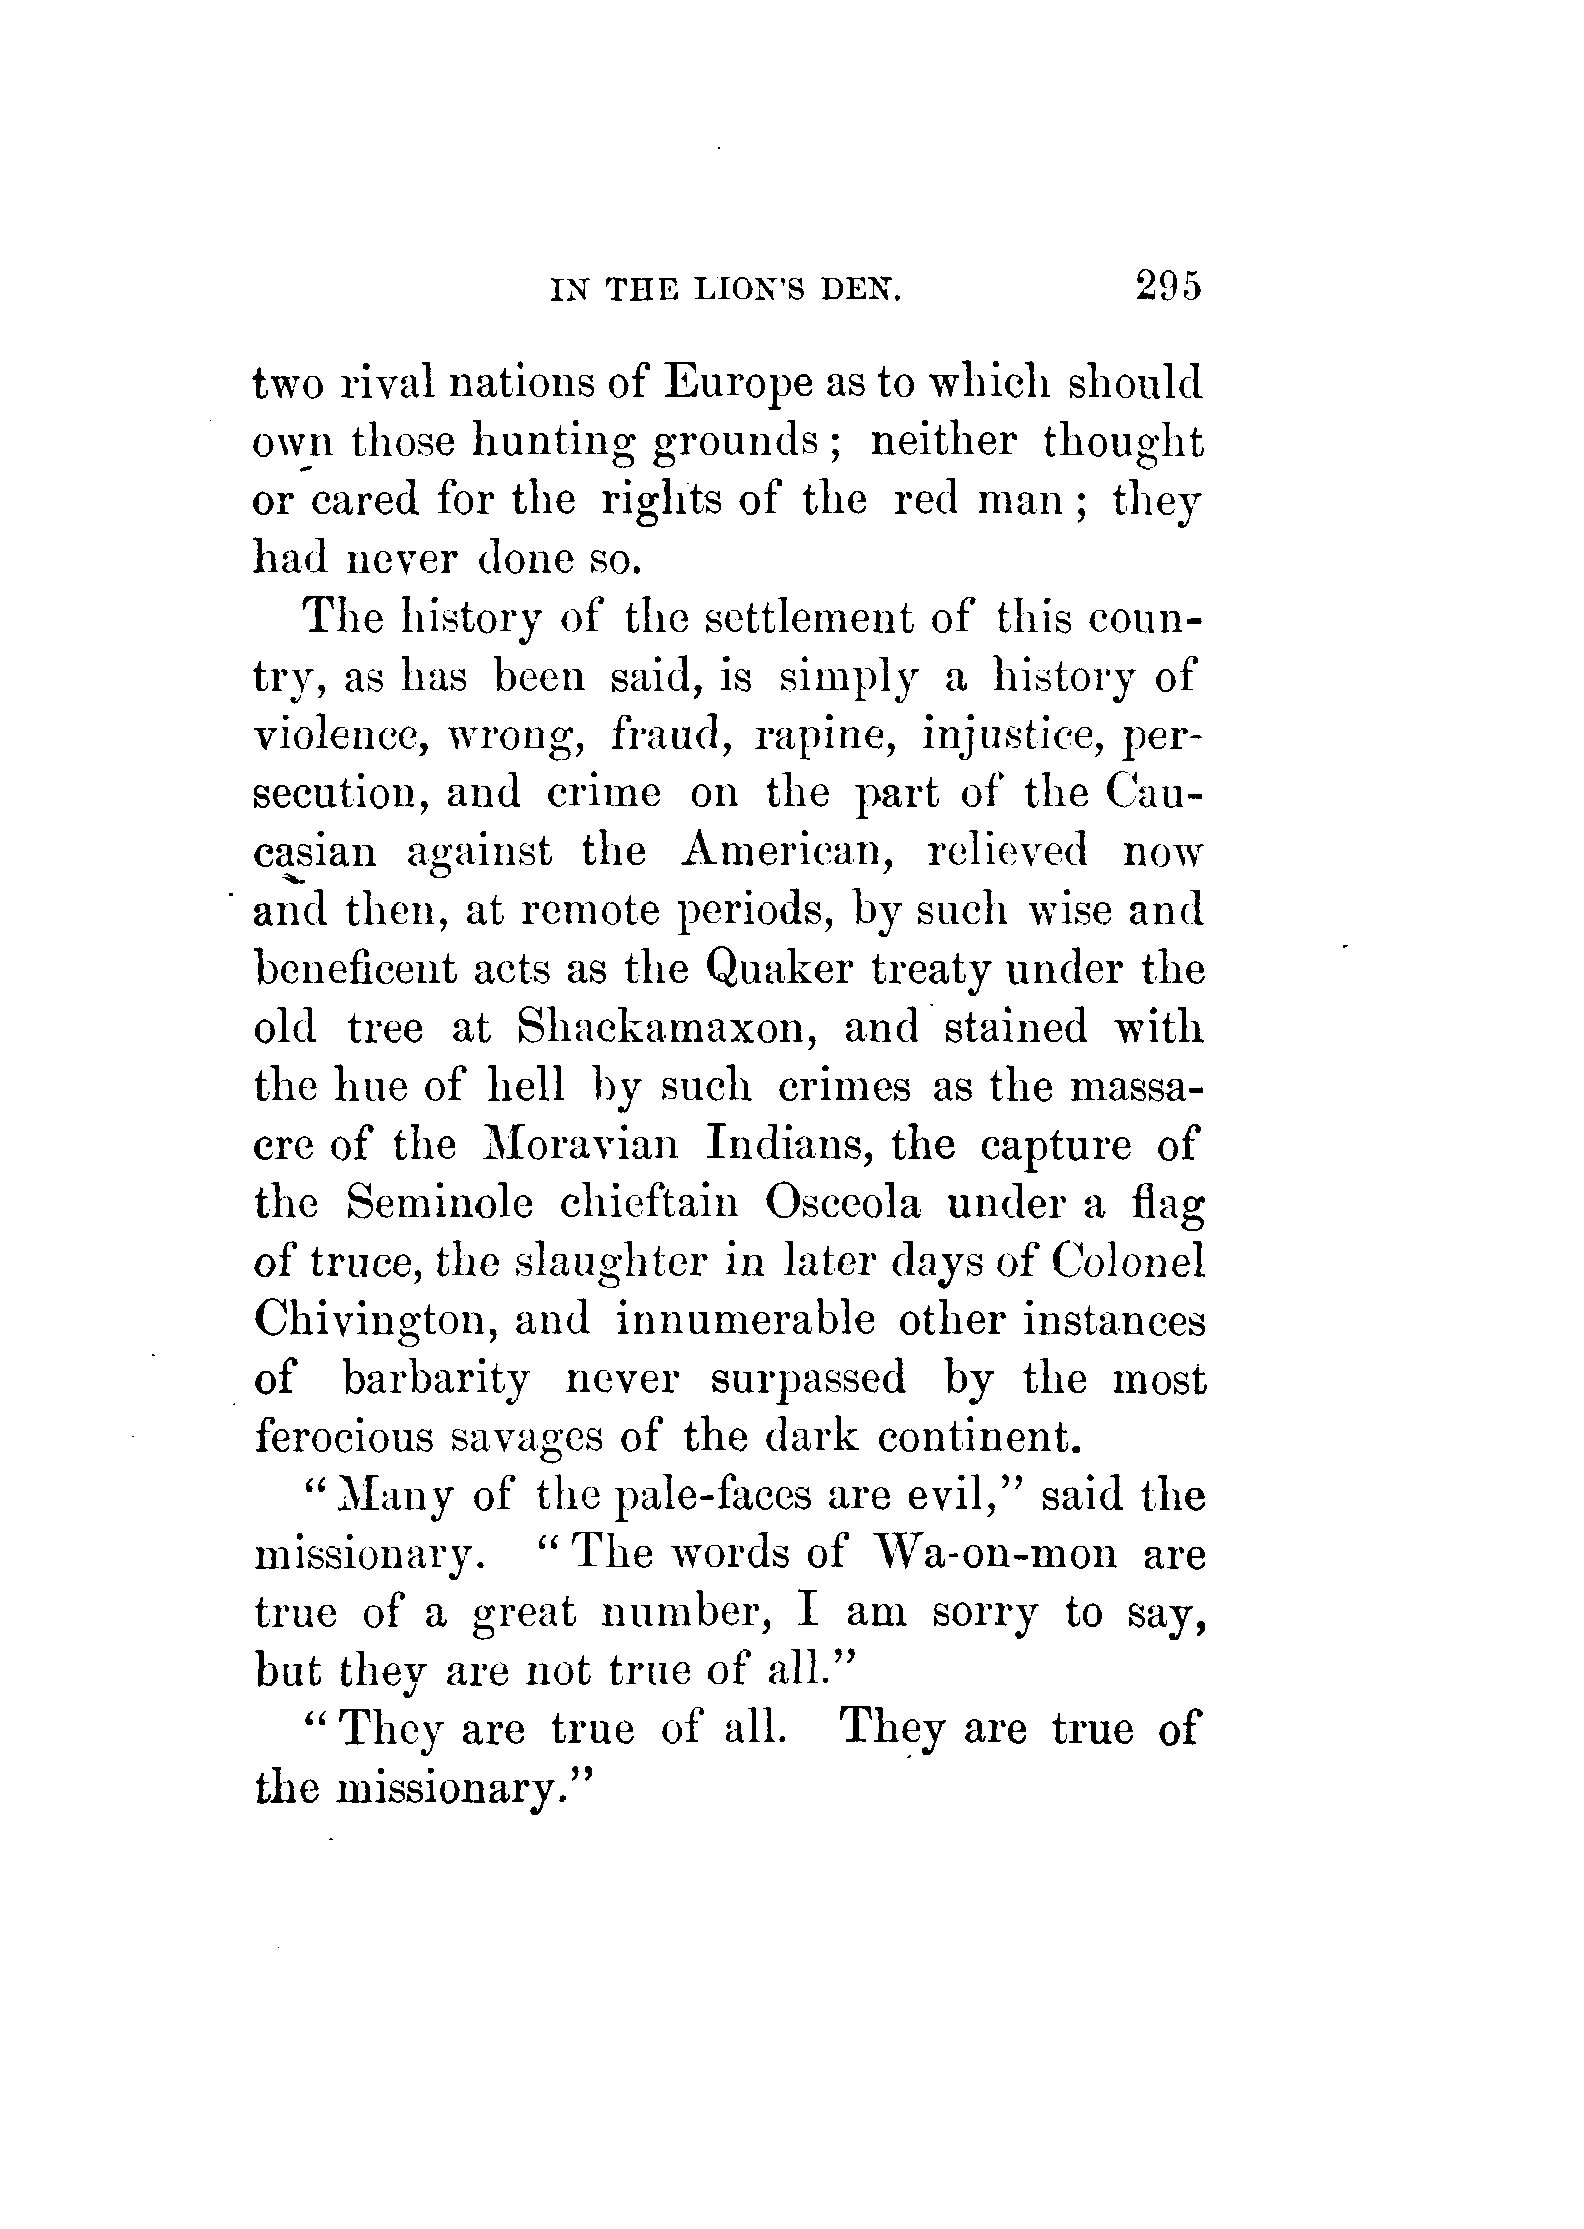 IN THE LION'S DEN. 295
two rival nations of Europe as to which should
own those hunting grounds ; neither thought
or cared for the rights of the red man ; they
had never done so.
The history of the settlement of this coun-
try, as has been said, is simply a history of
violence, wrong, fraud, rapine, injustice, per-
secution, and crime on the part of the Cau-
casian against the American, relieved now
and then, at remote periods, by such wise and
beneficent acts as the Quaker treaty under the
old tree at Shackamaxon, and stained with
the hue of hell by such crimes as the massa-
cre of the Moravian Indians, the capture of
the Seminole chieftain Osceola under a flag
of truce, the slaughter in later days of Colonel
Chivington, and innumerable other instances
of barbarity never surpassed by the most
ferocious savages of the dark continent.
“ Many of the pale-faces are evil,” said the
missionary. “ The words of Wa-on-mon are
true of a great number, I am sorry to say,
but they are not true of all.”
“ They are true of all. They are true of
the missionary.”